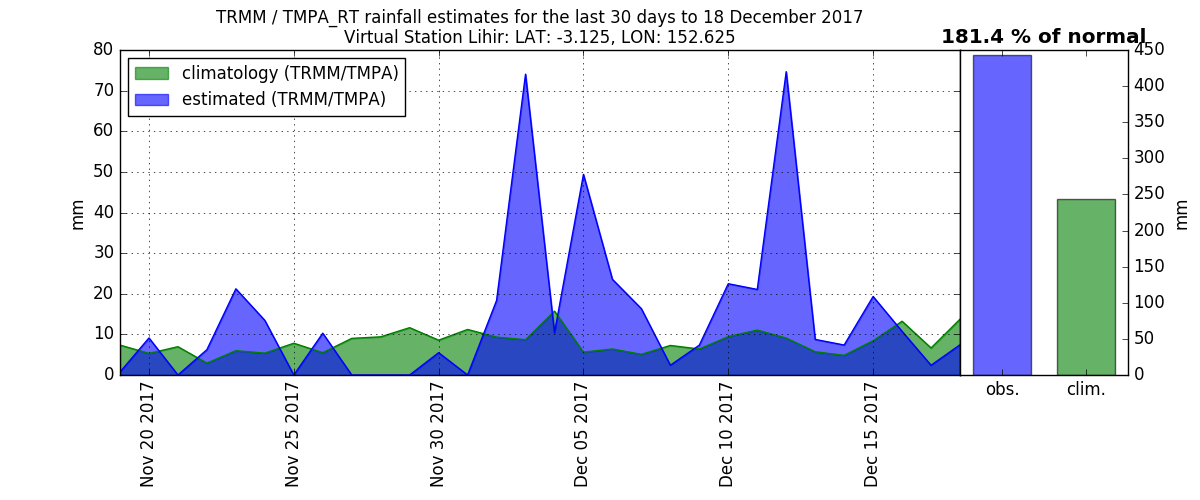 TRMM / TMPA_RT rainfall estimates for the last 30 days to 18 December 2017
Virtual Station Lihir: LAT: -3.125, LON: 152.625
181.4 % of normal
climatology (TRMM/TMPA)
estimated (TRMM/TMPA)
mm
80
70
60
50
40
30
20
10
0
Nov 20 2017
Nov 25 2017
Nov 30 2017
Dec 05 2017
Dec 10 2017
Dec 15 2017
obs.
clim.
450
400
350
300
250
200
150
100
50
0
mm